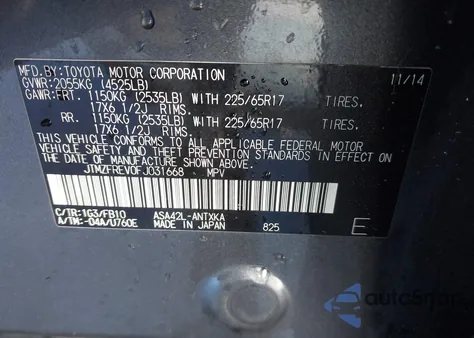 MFD.BY: TOYOTA MOTOR CORPORATION 11/14
GVWR: 2055KG (4525LB)
GAWR: FRT. 1150KG (2535LB) WITH 225/65R17 TIRES.
17X6 1/2J RIMS.
RR. 1150KG (2535LB) WITH 225/65R17 TIRES.
17X6 1/2J RIMS.
THIS VEHICLE CONFORMS TO ALL APPLICABLE FEDERAL MOTOR
VEHICLE SAFETY STANDARDS IN EFFECT ON THE DATE OF
MANUFACTURE SHOWN ABOVE.
JTMZFREV0FJ031668 MPV
C/TR: 1G3/FB10 ASA42L-ANTXKA
A/TM: -04A/U760E MADE IN JAPAN 825 E